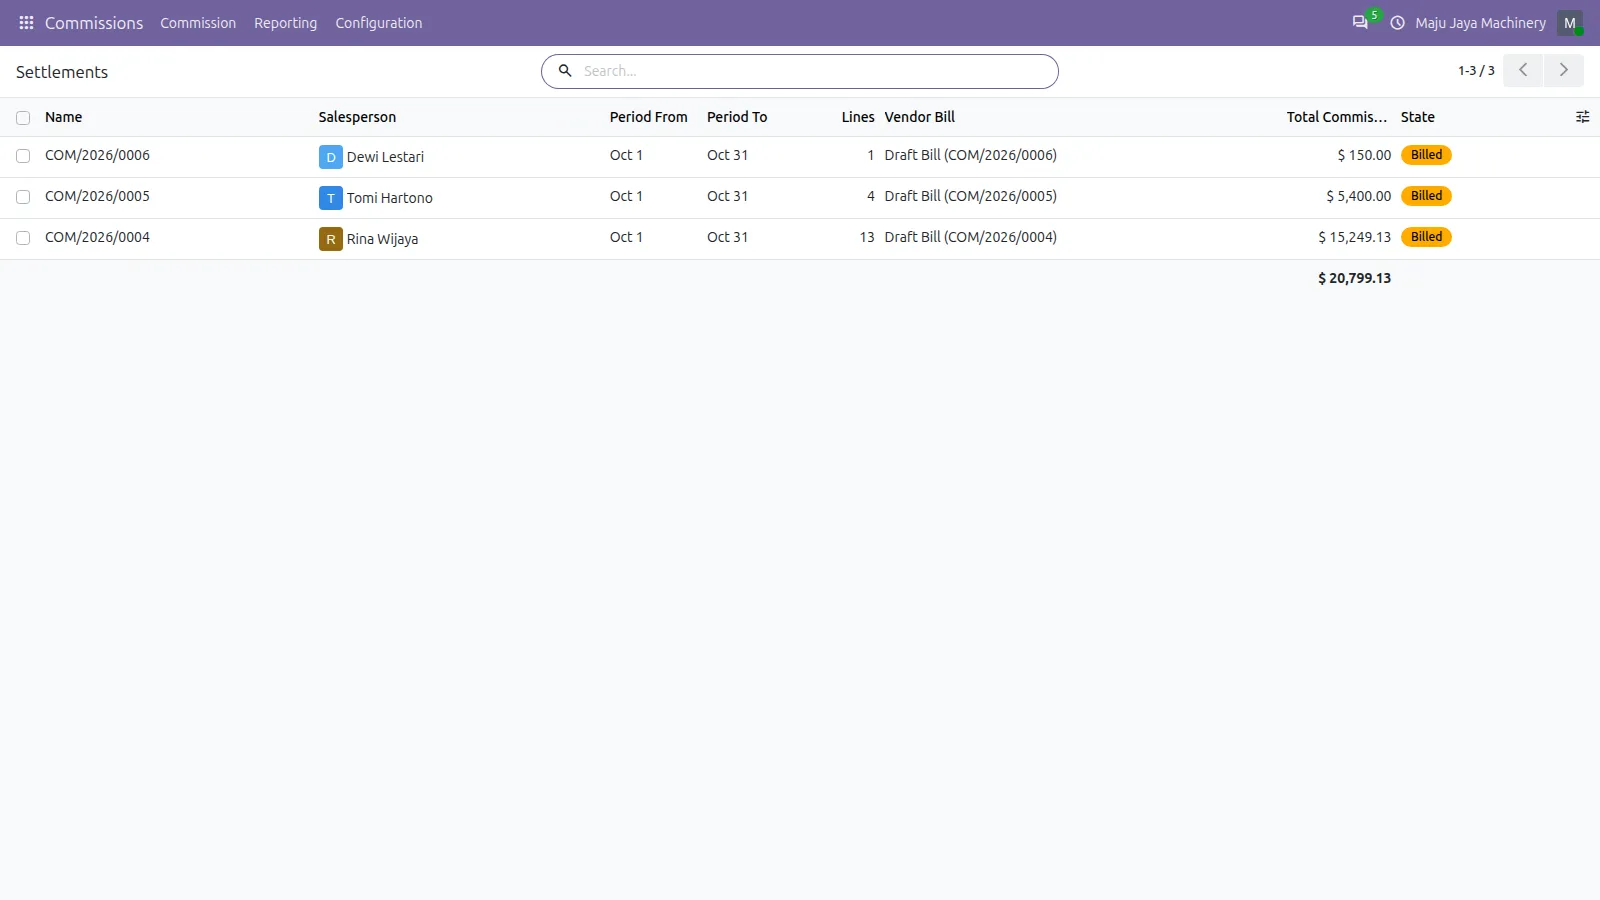 Commissions Commission Reporting Configuration 5 Maju Jaya Machinery M
Settlements Search... 1-3 / 3
Name Salesperson Period From Period To Lines Vendor Bill Total Commis... State
COM/2026/0006 D Dewi Lestari Oct 1 Oct 31 1 Draft Bill (COM/2026/0006) $ 150.00 Billed
COM/2026/0005 T Tomi Hartono Oct 1 Oct 31 4 Draft Bill (COM/2026/0005) $ 5,400.00 Billed
COM/2026/0004 R Rina Wijaya Oct 1 Oct 31 13 Draft Bill (COM/2026/0004) $ 15,249.13 Billed
$ 20,799.13